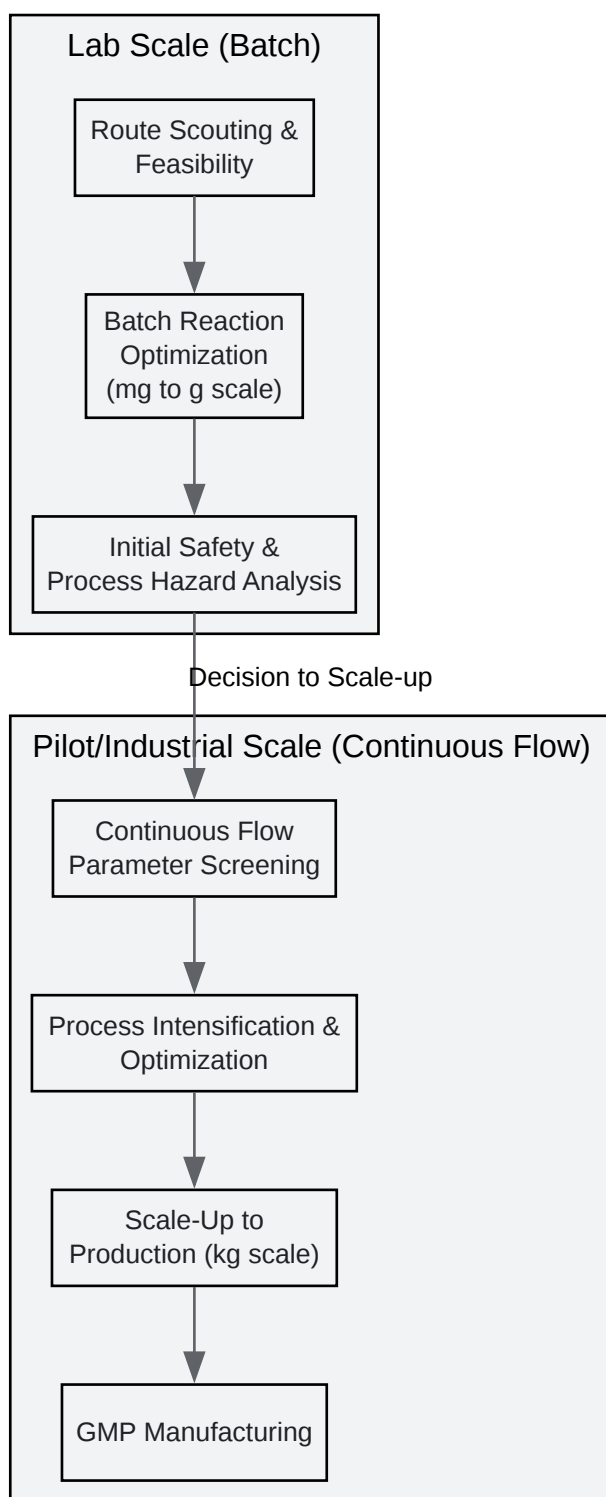 Lab Scale (Batch)
Route Scouting &
Feasibility
Batch Reaction
Optimization
(mg to g scale)
Initial Safety &
Process Hazard Analysis
Decision to Scale-up
Pilot/Industrial Scale (Continuous Flow)
Continuous Flow
Parameter Screening
Process Intensification &
Optimization
Scale-Up to
Production (kg scale)
GMP Manufacturing